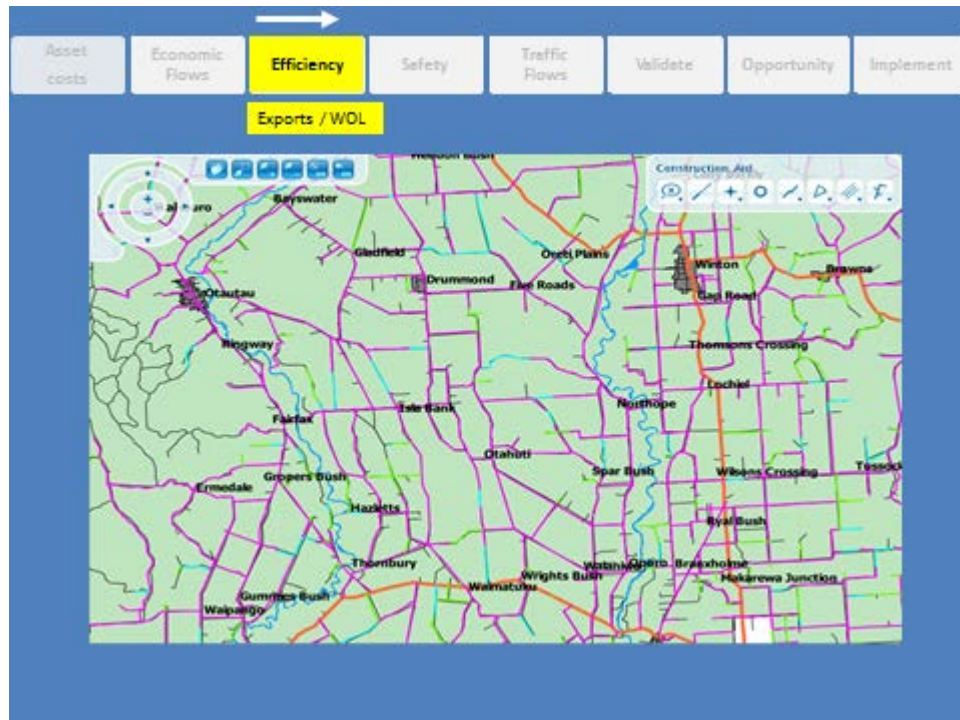 Asset
costs
Economic
Flows
Efficiency
Safety
Traffic
Flows
Validate
Opportunity
Implement
Exports / WOL
Construction Aid
Bayswater
Gladfield
Oreti Plains
Winton
Browns
Drummond
Five Roads
Otautau
Gap Road
Ringway
Thomsons Crossing
Lochiel
Isla Bank
Northope
Fairfax
Otahuti
Gropers Bush
Spar Bush
Wilsons Crossing
Ermedale
Hazletts
Ryal Bush
Thornbury
Wrights Bush
Branxholme
Waimatuku
Makarewa Junction
Gummies Bush
Waipango